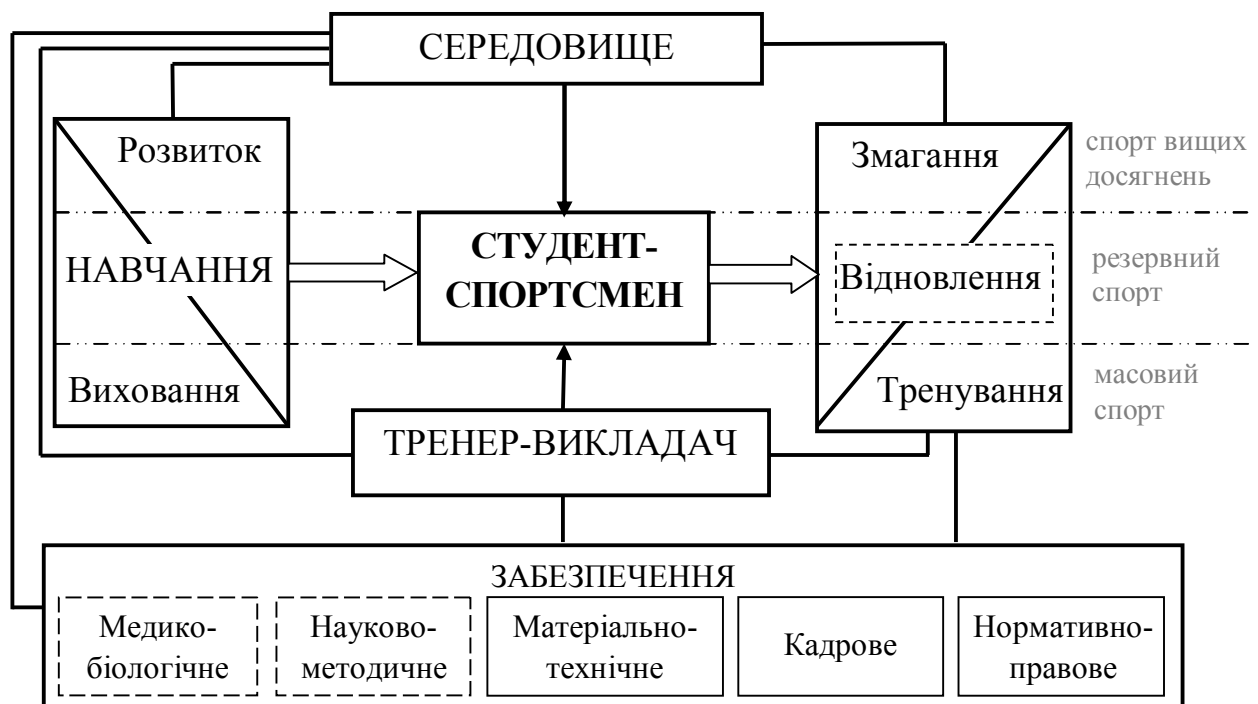 СЕРЕДОВИЩЕ
Розвиток
НАВЧАННЯ
Виховання
СТУДЕНТ-
СПОРТСМЕН
Змагання
Відновлення
Тренування
спорт вищих
досягнень
резервний
спорт
масовий
спорт
ТРЕНЕР-ВИКЛАДАЧ
ЗАБЕЗПЕЧЕННЯ
Медико-
біологічне
Науково-
методичне
Матеріально-
технічне
Кадрове
Нормативно-
правове